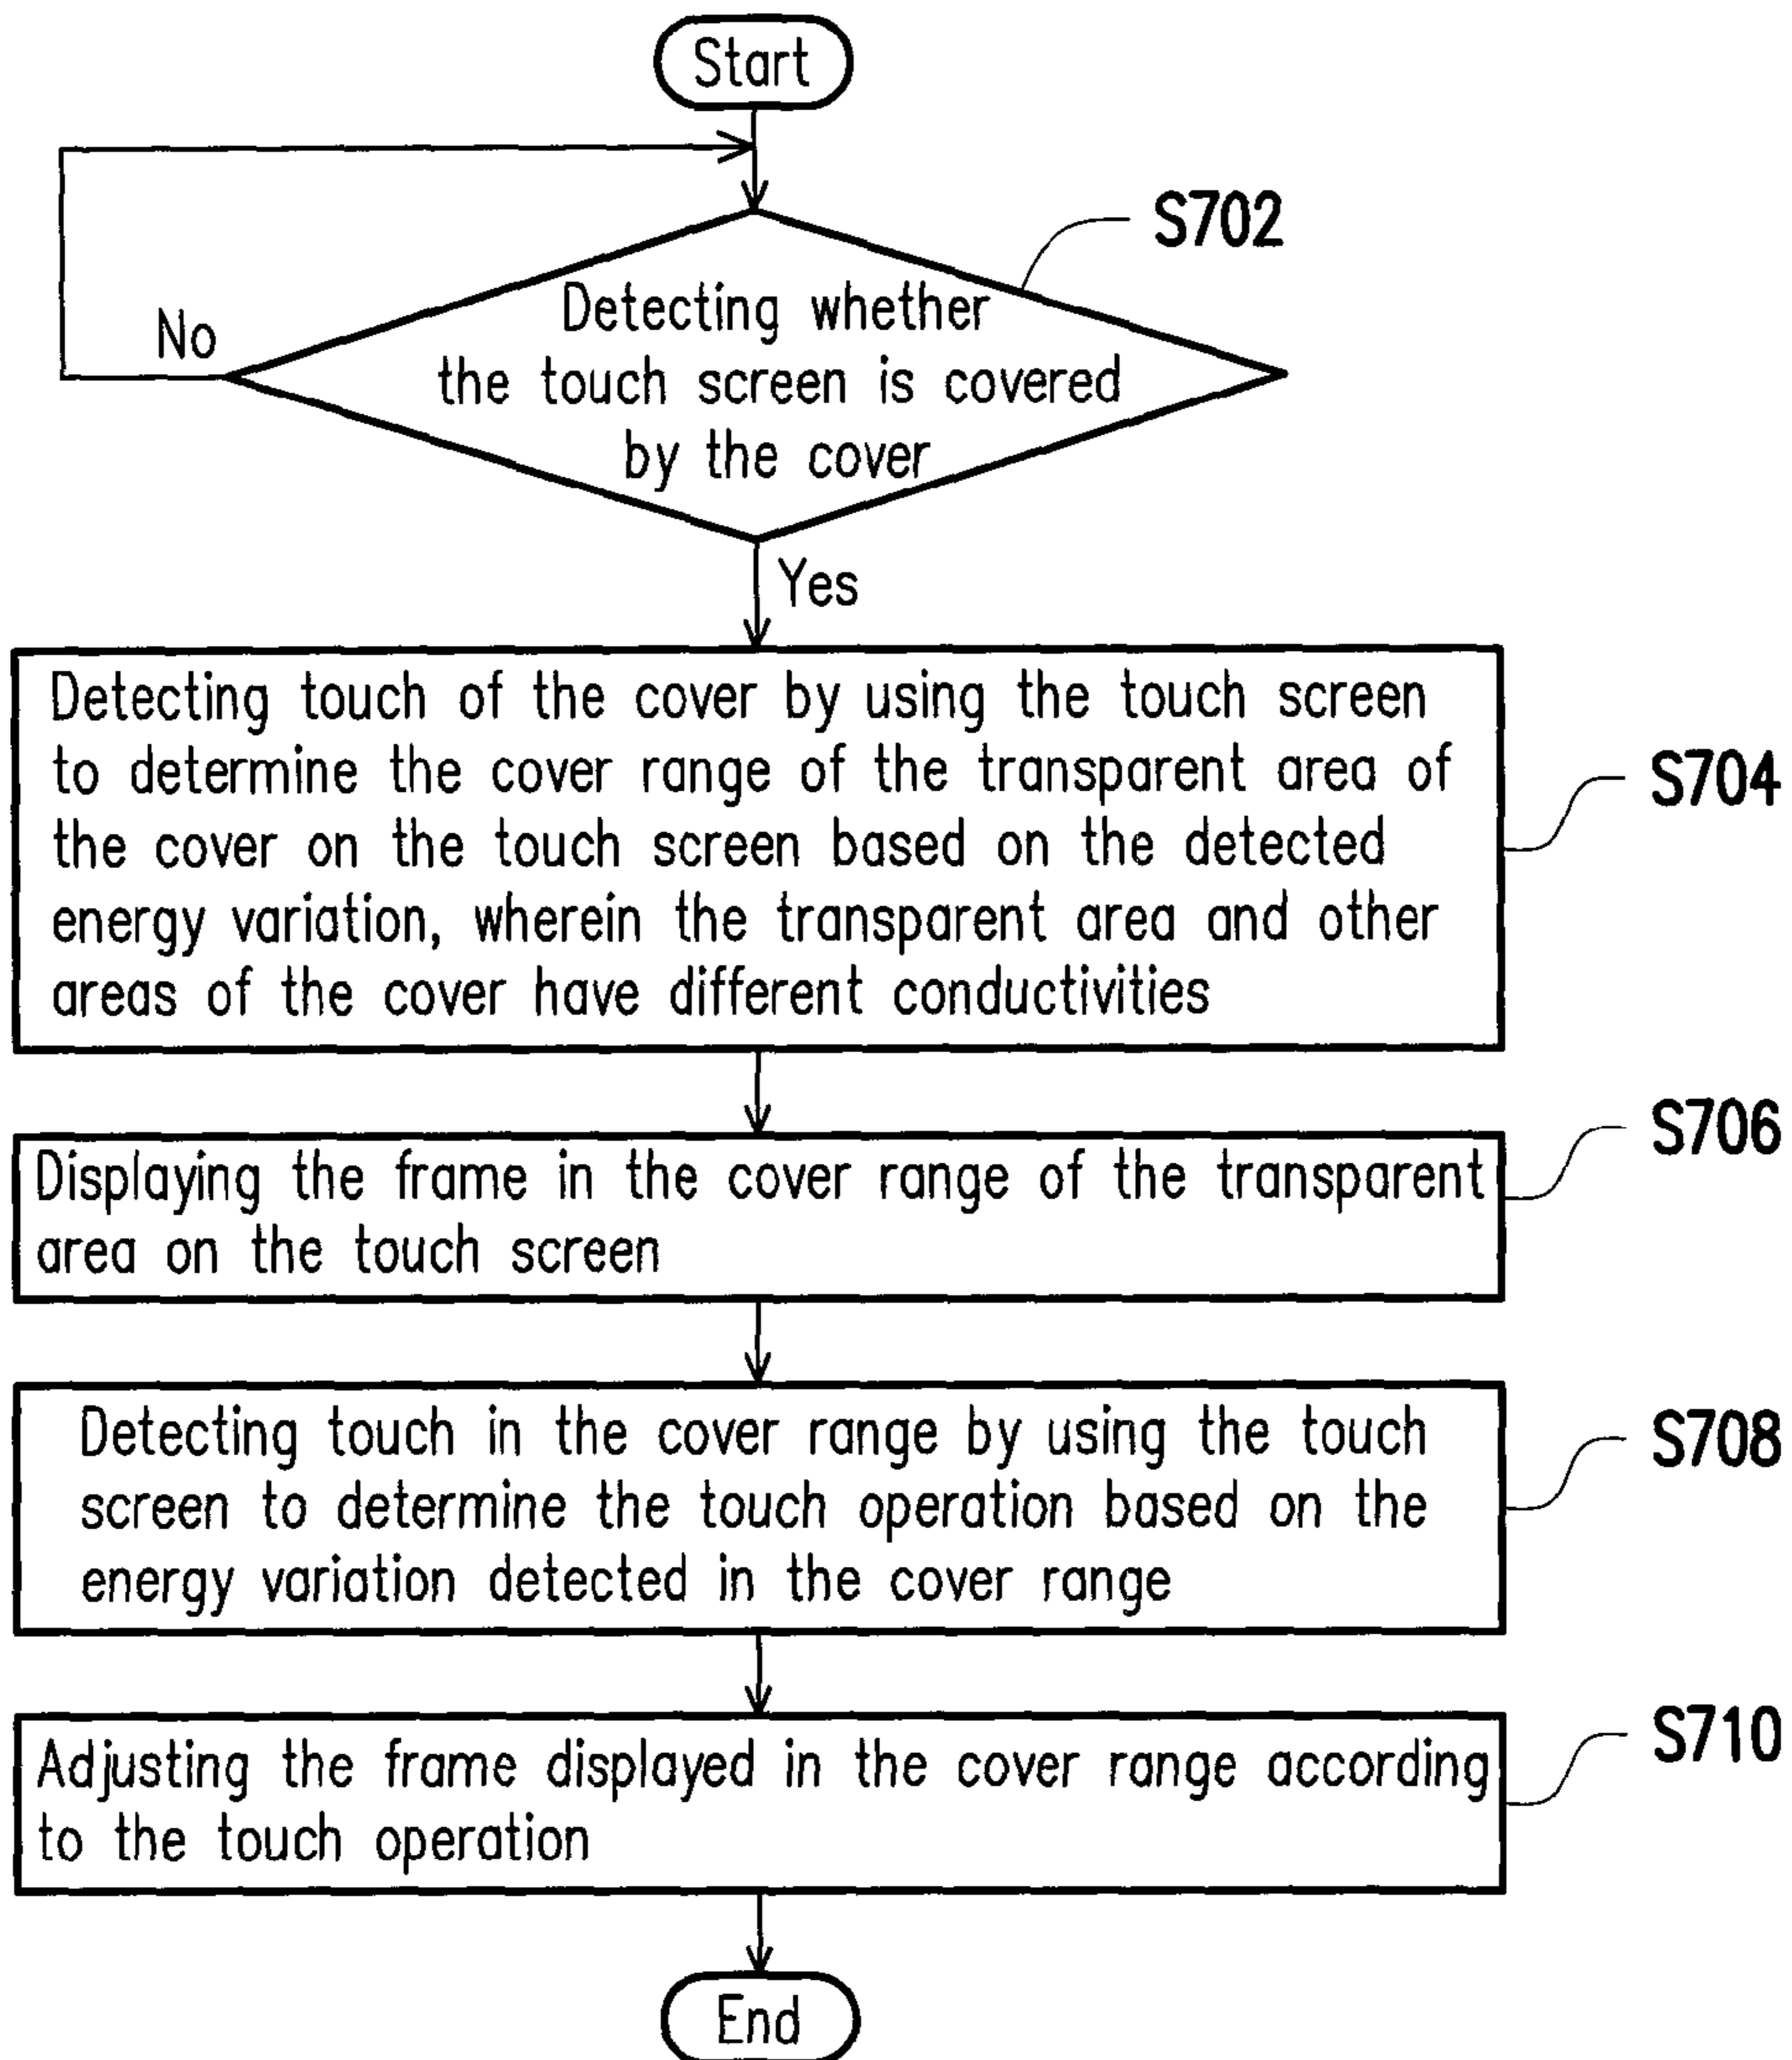 Start
S702
Detecting whether
the touch screen is covered
by the cover
No
Yes
Detecting touch of the cover by using the touch screen
to determine the cover range of the transparent area of
the cover on the touch screen based on the detected
energy variation, wherein the transparent area and other
areas of the cover have different conductivities
S704
Displaying the frame in the cover range of the transparent
area on the touch screen
S706
Detecting touch in the cover range by using the touch
screen to determine the touch operation based on the
energy variation detected in the cover range
S708
Adjusting the frame displayed in the cover range according
to the touch operation
S710
End